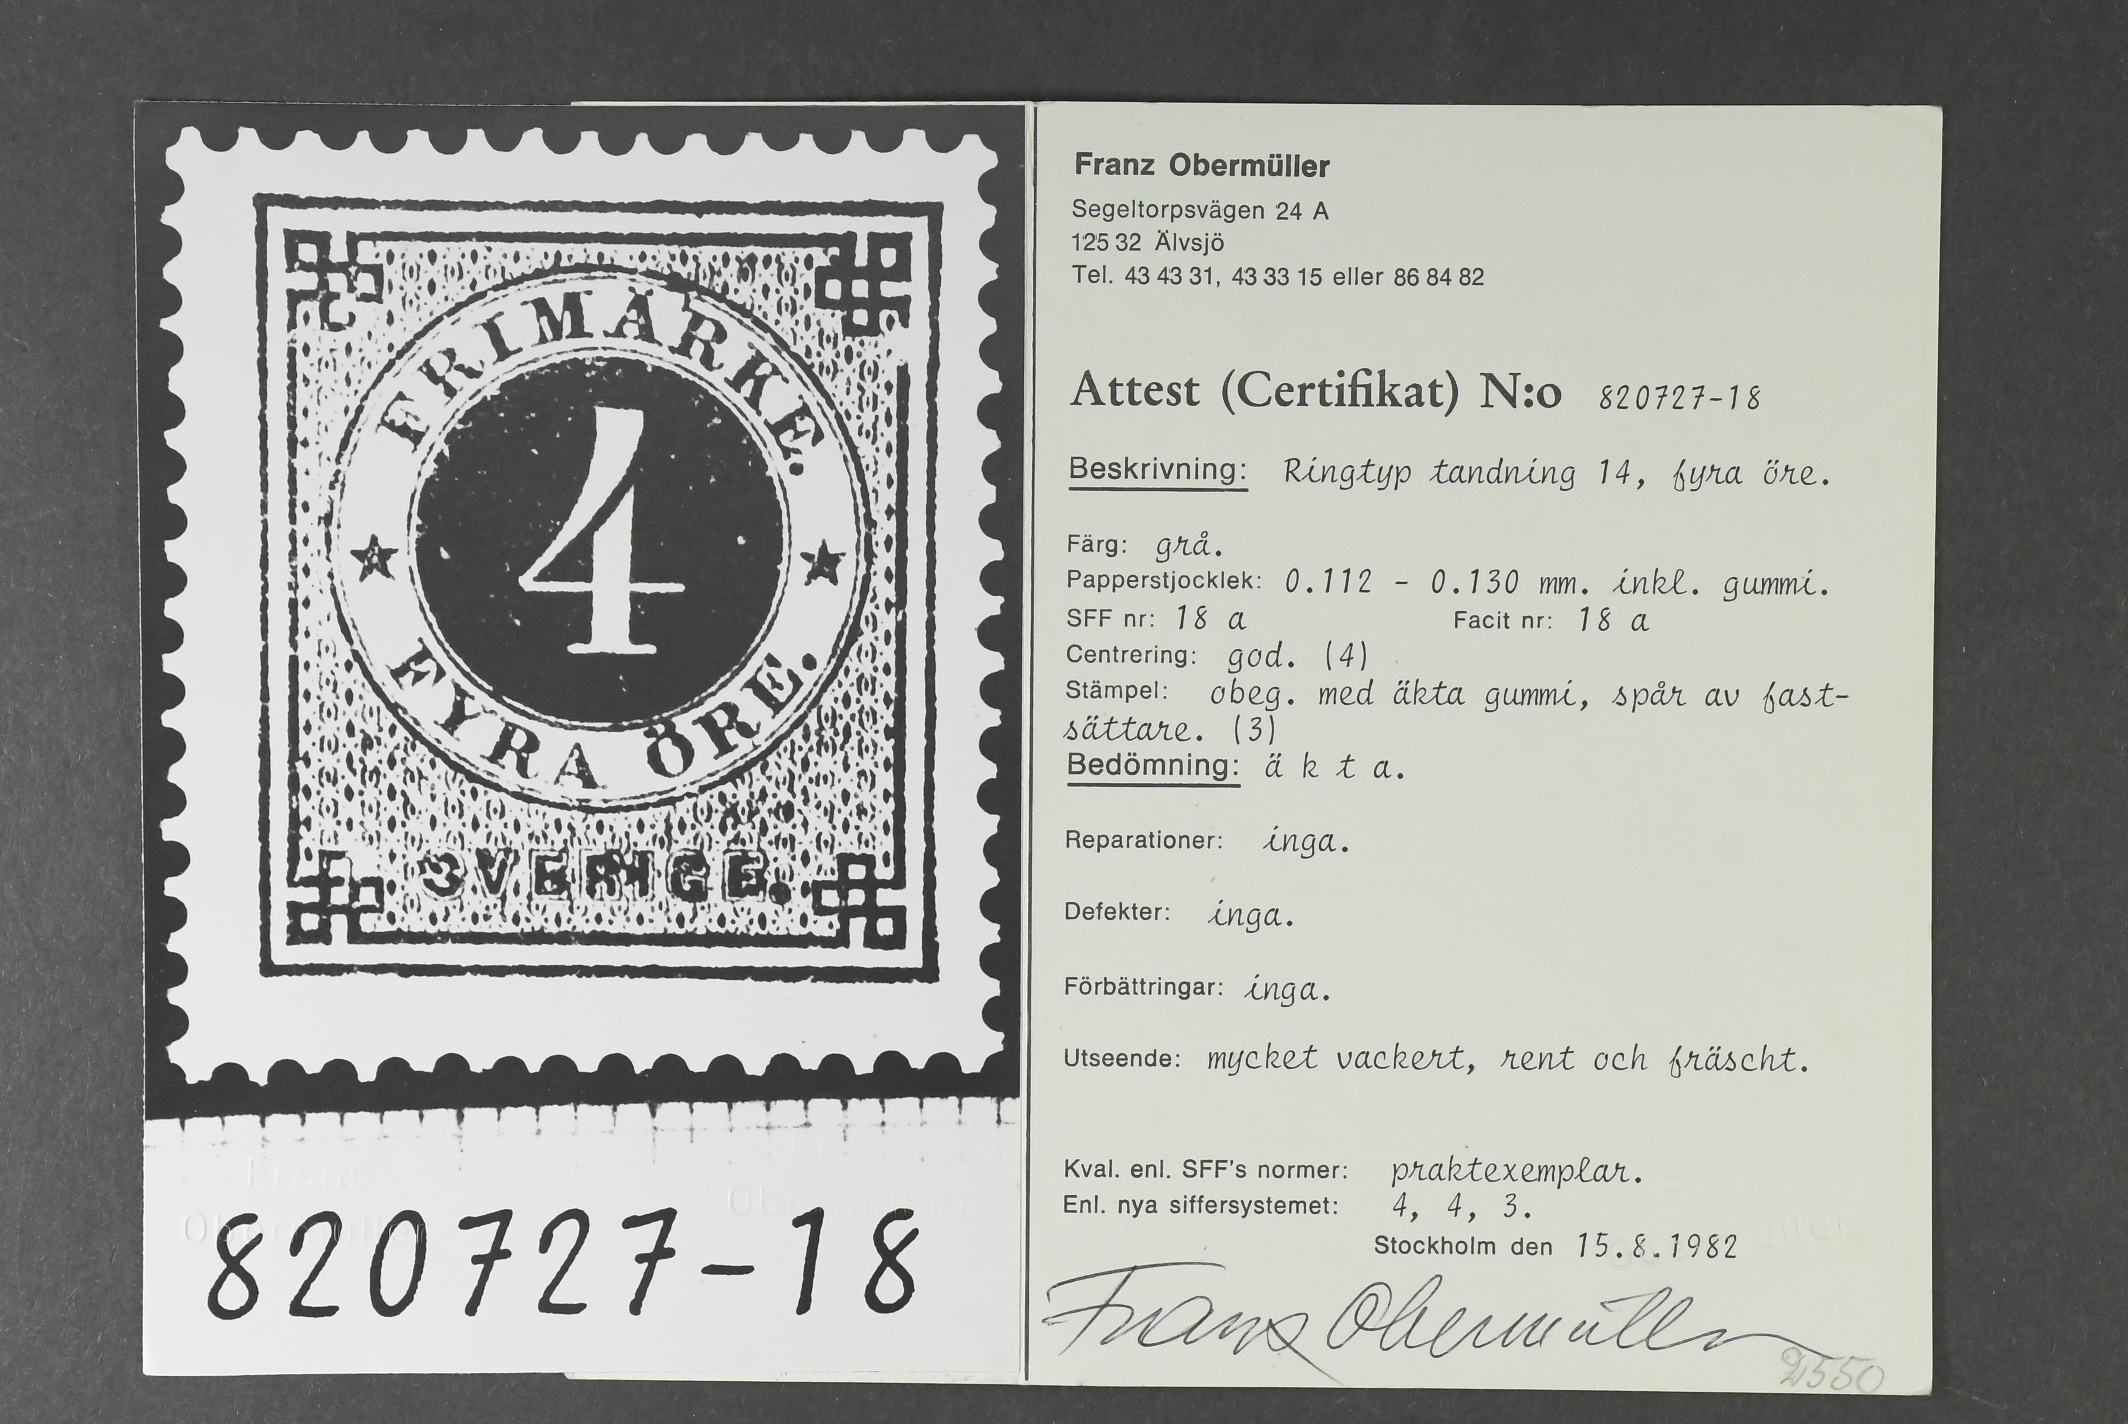 FRIMÄRKE.
4
FYRA ÖRE.
SVERIGE.
Frans
Obermüller
Obermüller
820727-18
Franz Obermüller
Segeltorpsvägen 24 A
125 32 Älvsjö
Tel. 43 43 31, 43 33 15 eller 86 84 82
Attest (Certifikat) N:o 820727-18
Beskrivning: Ringtyp tandning 14, fyra öre.
Färg: grå.
Papperstjocklek: 0.112 - 0.130 mm. inkl. gummi.
SFF nr: 18 a Facit nr: 18 a
Centrering: god. (4)
Stämpel: obeg. med äkta gummi, spår av fast-
sättare. (3)
Bedömning: ä k t a.
Reparationer: inga.
Defekter: inga.
Förbättringar: inga.
Utseende: mycket vackert, rent och fräscht.
Kval. enl. SFF's normer: praktexemplar.
Enl. nya siffersystemet: 4, 4, 3.
Stockholm den 15.8.1982
Frans Obermüller
2550